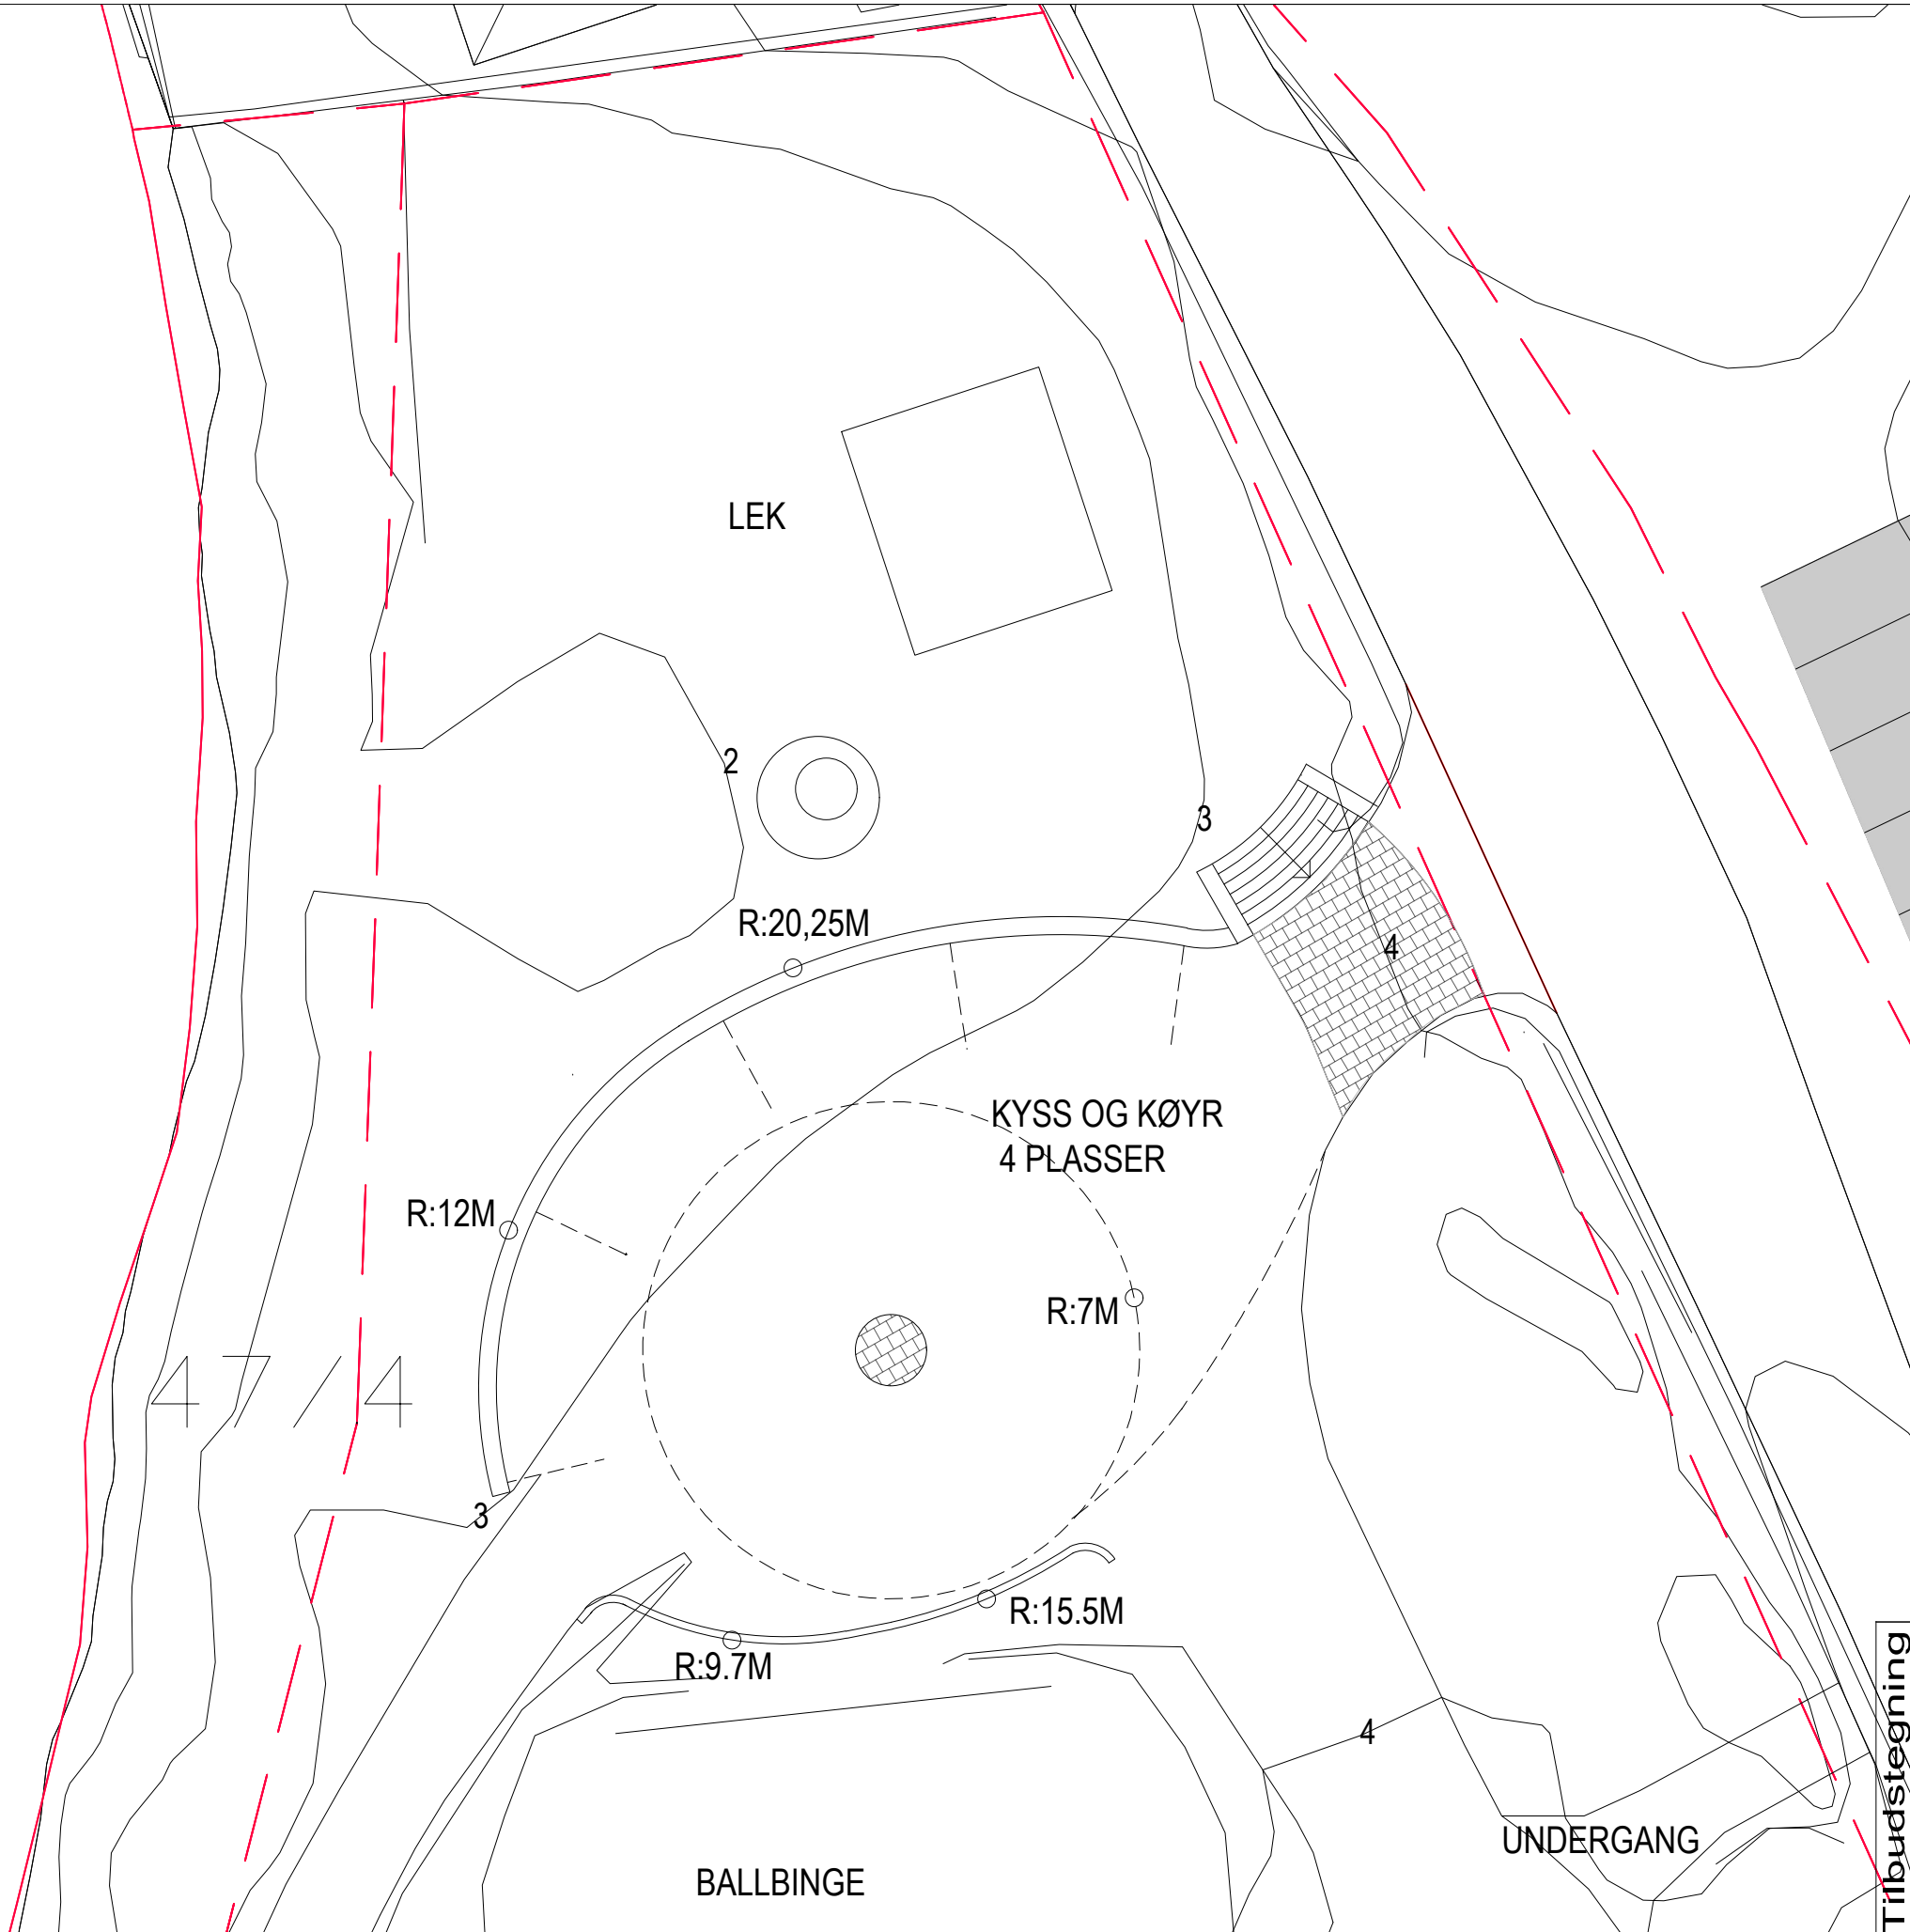 LEK
2
3
R:20,25M
4
KYSS OG KØYR
4 PLASSER
R:12M
R:7M
47/4
3
R:15.5M
R:9.7M
4
UNDERGANG
BALLBINGE
Tilbudstegning